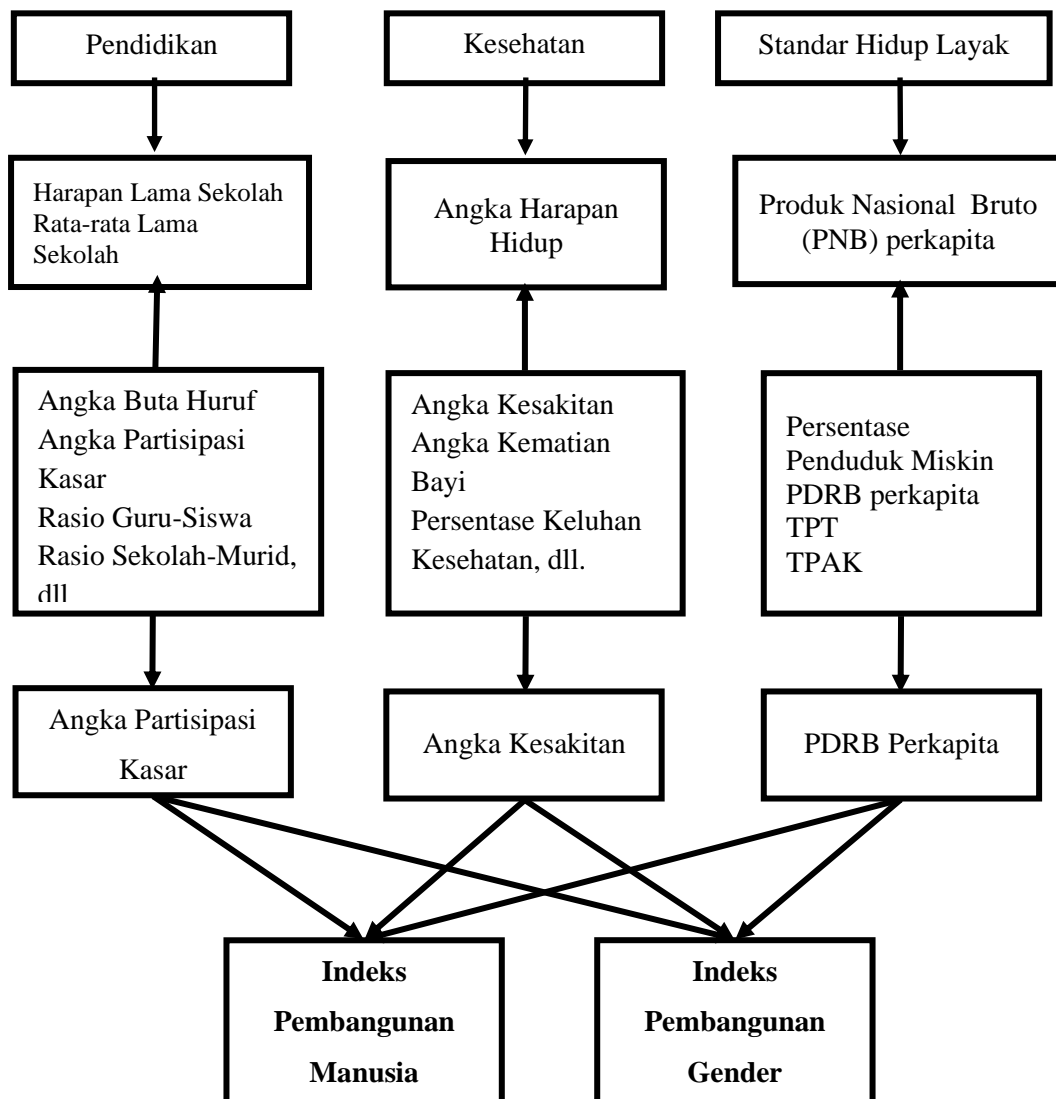 Pendidikan
Kesehatan
Standar Hidup Layak
Harapan Lama Sekolah
Rata-rata Lama
Sekolah
Angka Harapan
Hidup
Produk Nasional  Bruto
(PNB) perkapita
Angka Buta Huruf
Angka Partisipasi
Kasar
Rasio Guru-Siswa
Rasio Sekolah-Murid,
dll
Angka Kesakitan
Angka Kematian
Bayi
Persentase Keluhan
Kesehatan, dll.
Persentase
Penduduk Miskin
PDRB perkapita
TPT
TPAK
Angka Partisipasi
Kasar
Angka Kesakitan
PDRB Perkapita
Indeks
Pembangunan
Manusia
Indeks
Pembangunan
Gender